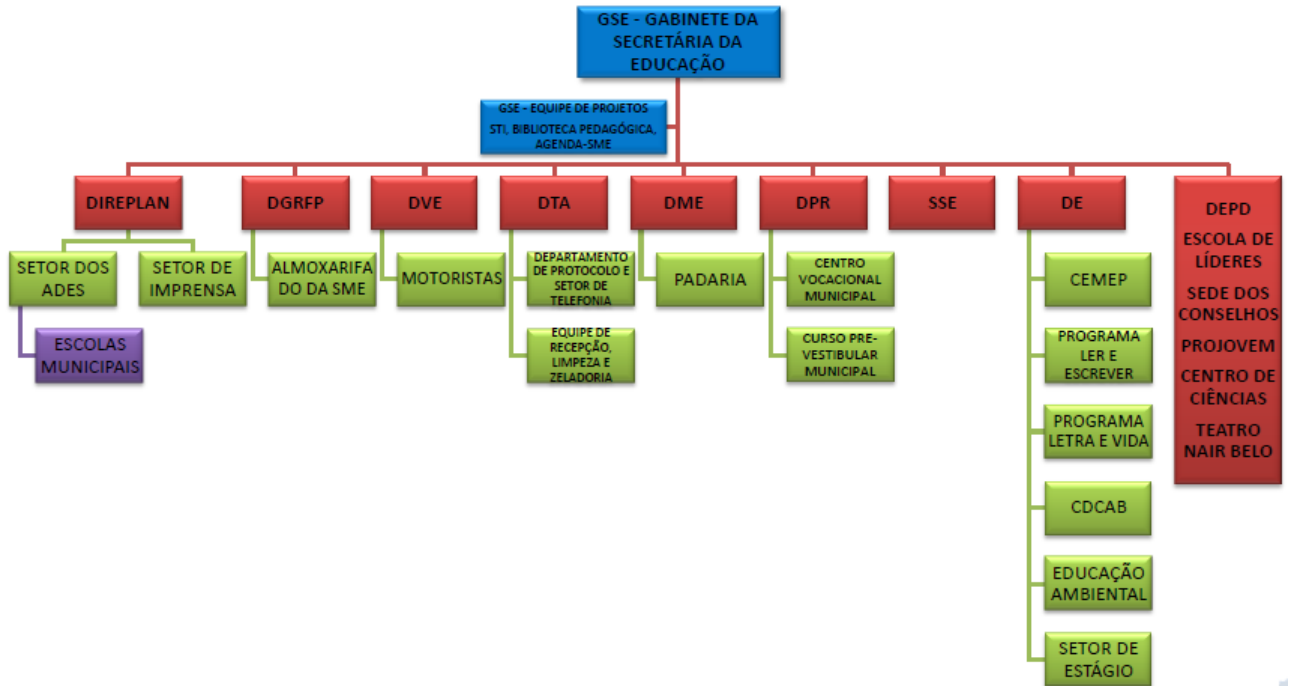 GSE - GABINETE DA
SECRETÁRIA DA
EDUCAÇÃO
GSE - EQUIPE DE PROJETOS
STI, BIBLIOTECA PEDAGÓGICA,
AGENDA-SME
DIREPLAN
DGRFP
DVE
DTA
DME
DPR
SSE
DE
DEPD
ESCOLA DE
LÍDERES
SEDE DOS
CONSELHOS
PROJOVEM
CENTRO DE
CIÊNCIAS
TEATRO
NAIR BELO
SETOR DOS
ADES
SETOR DE
IMPRENSA
ALMOXARIFA
DO DA SME
MOTORISTAS
DEPARTAMENTO
DE PROTOCOLO E
SETOR DE
TELEFONIA
PADARIA
CENTRO
VOCACIONAL
MUNICIPAL
CEMEP
ESCOLAS
MUNICIPAIS
EQUIPE DE
RECEPÇÃO,
LIMPEZA E
ZELADORIA
CURSO PRE-
VESTIBULAR
MUNICIPAL
PROGRAMA
LER E
ESCREVER
PROGRAMA
LETRA E VIDA
CDCAB
EDUCAÇÃO
AMBIENTAL
SETOR DE
ESTÁGIO